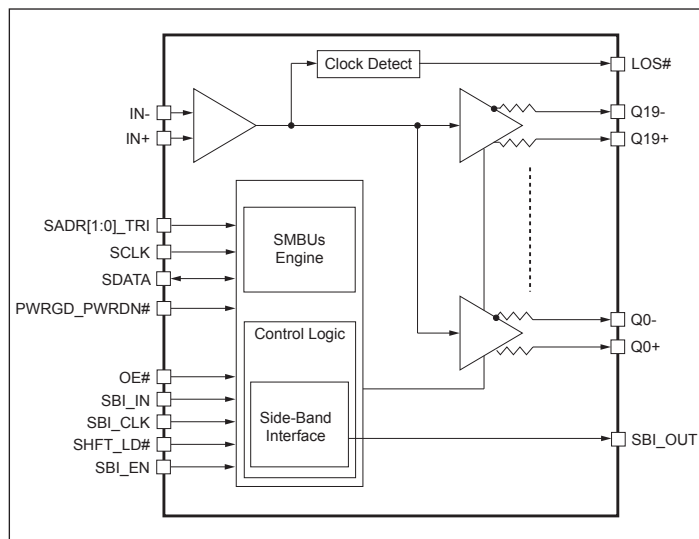 Clock Detect
LOS#
IN-
IN+
Q19-
Q19+
SADR[1:0]_TRI
SCLK
SDATA
PWRGD_PWRDN#
SMBUs
Engine
Control Logic
Q0-
Q0+
OE#
SBI_IN
SBI_CLK
SHFT_LD#
SBI_EN
Side-Band
Interface
SBI_OUT